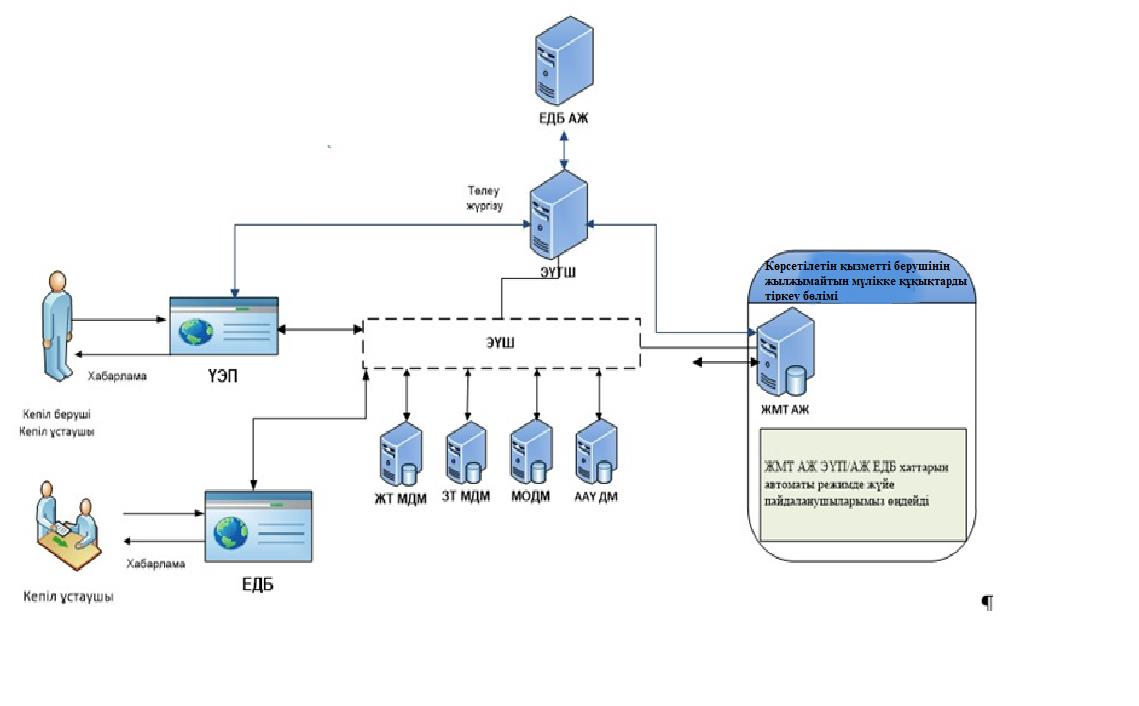 ЕДБ АЖ
Төлеу
жүргізу
ЭҮТШ
Көрсетілетін қызметті берушінің
жылжымайтын мүлікке құқықтарды
тіркеу бөлімі
ЭҮШ
Хабарлама
ҮЭП
ЖМТ АЖ
Кепіл беруші
Кепіл ұстаушы
ЖТ МДМ
ЗТ МДМ
МОДМ
ААҮ ДМ
ЖМТ АЖ ЭҮП/АЖ ЕДБ хаттарын
автоматы режимде жүйе
пайдаланушыларымыз өңдейді
Хабарлама
ЕДБ
Кепіл ұстаушы
¶